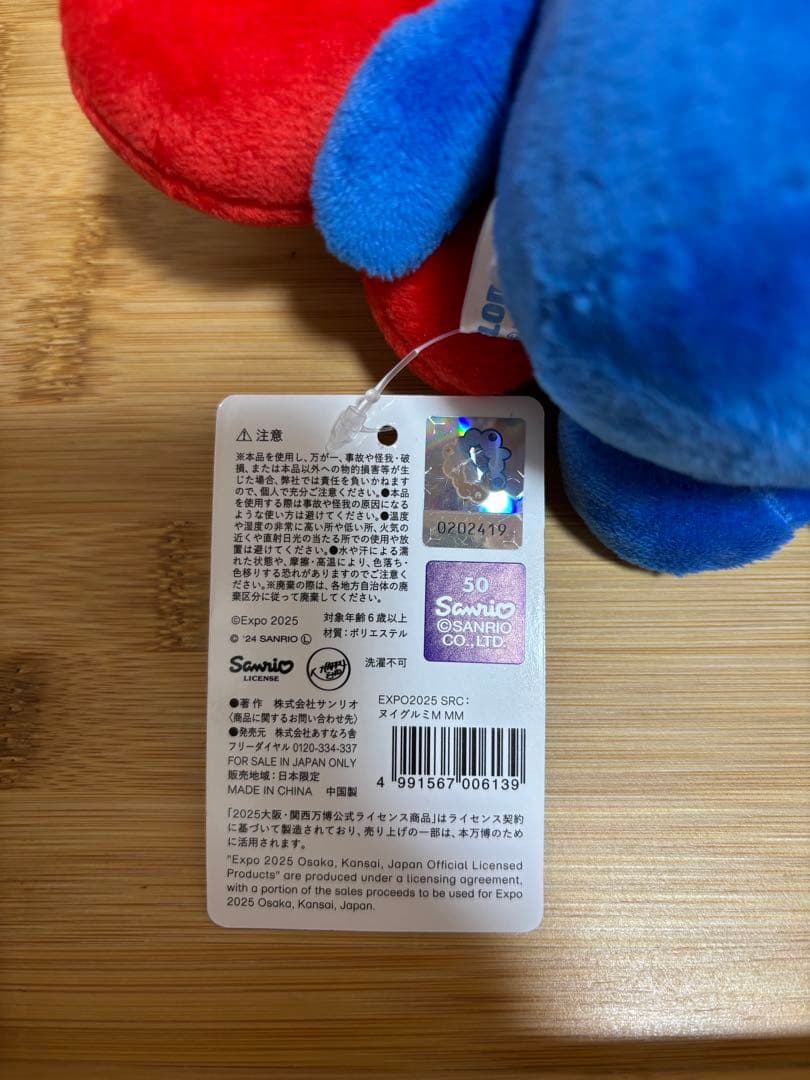 ⚠ 注意
※本品を使用し、万が一、事故や怪我・破
損、または本品以外への物的損害等が生
じた場合、弊社では責任を負いかねます
ので、個人で充分ご注意ください。●本品
を使用する際は事故や怪我の原因になる
ような使い方は避けてください。●温度
や湿度の非常に高い所や低い所、火気の
近くや直射日光の当たる所での使用や放
置は避けてください。●水や汗による濡
れた状態や、摩擦・高温により、色落ち・
色移りする恐れがありますのでご注意く
ださい。※廃棄の際は、各地方自治体の廃
棄区分に従って廃棄してください。
0202419
50
Sanrio
©SANRIO
CO.,LTD
©Expo 2025
対象年齢6歳以上
© '24 SANRIO Ⓛ
材質:ポリエステル
Sanrio
LICENSE
洗濯不可
●著作 株式会社サンリオ
〈商品に関するお問い合わせ先〉
●発売元 株式会社あすなろ舎
フリーダイヤル 0120-334-337
FOR SALE IN JAPAN ONLY
販売地域:日本限定
MADE IN CHINA 中国製
EXPO2025 SRC:
ヌイグルミM MM
4 991567 006139
「2025大阪・関西万博公式ライセンス商品」はライセンス契約
に基づいて製造されており、売り上げの一部は、本万博のため
に活用されます。
"Expo 2025 Osaka, Kansai, Japan Official Licensed
Products" are produced under a licensing agreement,
with a portion of the sales proceeds to be used for Expo
2025 Osaka, Kansai, Japan.